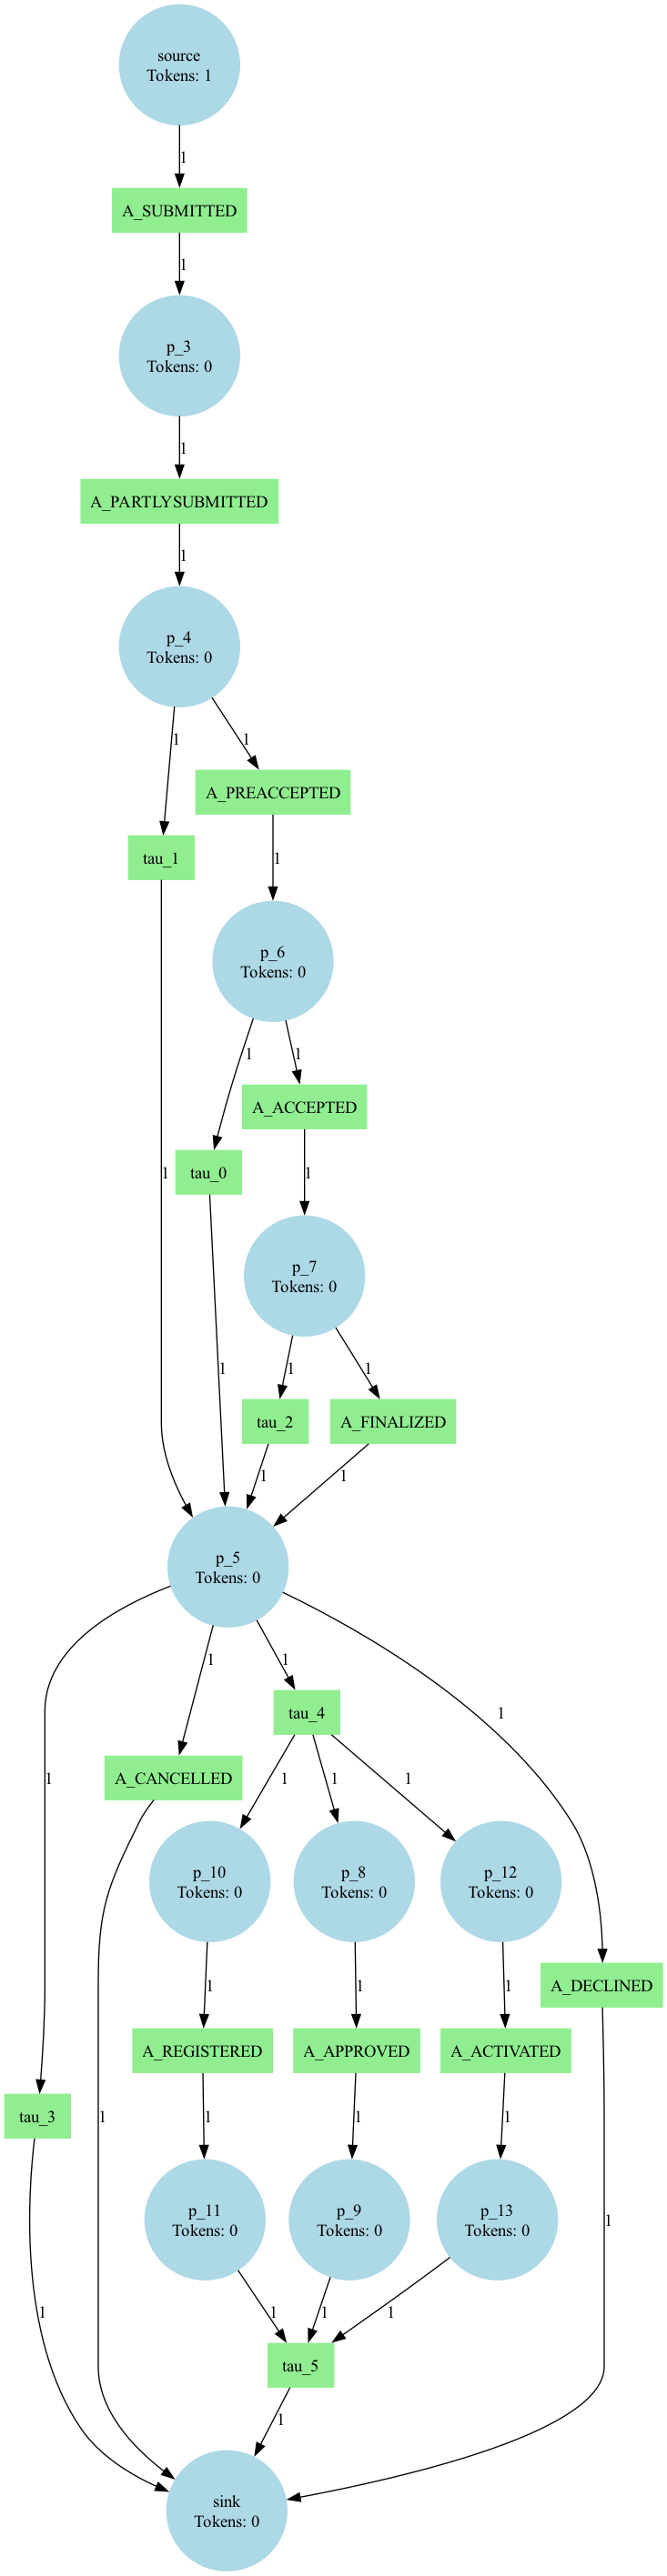 source
Tokens: 1
1
A_SUBMITTED
1
p_3
Tokens: 0
1
A_PARTLYSUBMITTED
1
p_4
Tokens: 0
1
1
A_PREACCEPTED
tau_1
1
p_6
Tokens: 0
1
1
A_ACCEPTED
1
tau_0
1
p_7
Tokens: 0
1
1
1
tau_2
A_FINALIZED
1
1
p_5
Tokens: 0
1
1
1
tau_4
1
A_CANCELLED
1
1
1
p_10
Tokens: 0
p_8
Tokens: 0
p_12
Tokens: 0
1
1
1
A_DECLINED
A_REGISTERED
A_APPROVED
A_ACTIVATED
tau_3
1
1
1
1
p_11
Tokens: 0
p_9
Tokens: 0
p_13
Tokens: 0
1
1
1
1
1
tau_5
1
sink
Tokens: 0